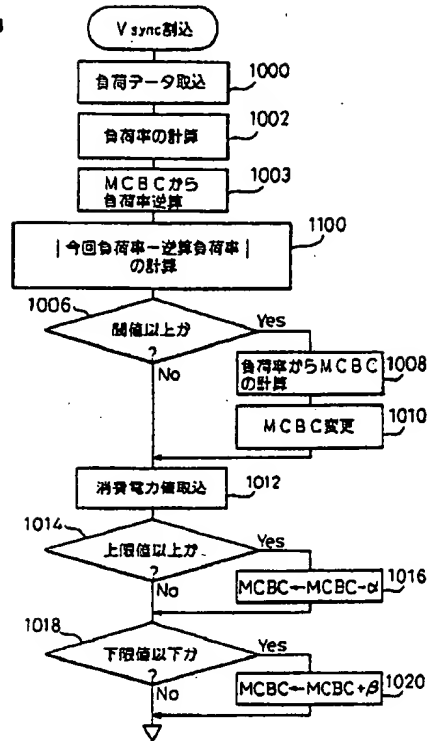 Vsync割込
1000
負荷データ取込
1002
負荷率の計算
1003
MCBCから
負荷率逆算
1100
|今回負荷率−逆算負荷率|
の計算
1006
閾値以上か
?
Yes
No
1008
負荷率からMCBC
の計算
1010
MCBC変更
1012
消費電力値取込
1014
上限値以上か
?
Yes
No
1016
MCBC←MCBC−α
1018
下限値以下か
?
Yes
No
1020
MCBC←MCBC+β